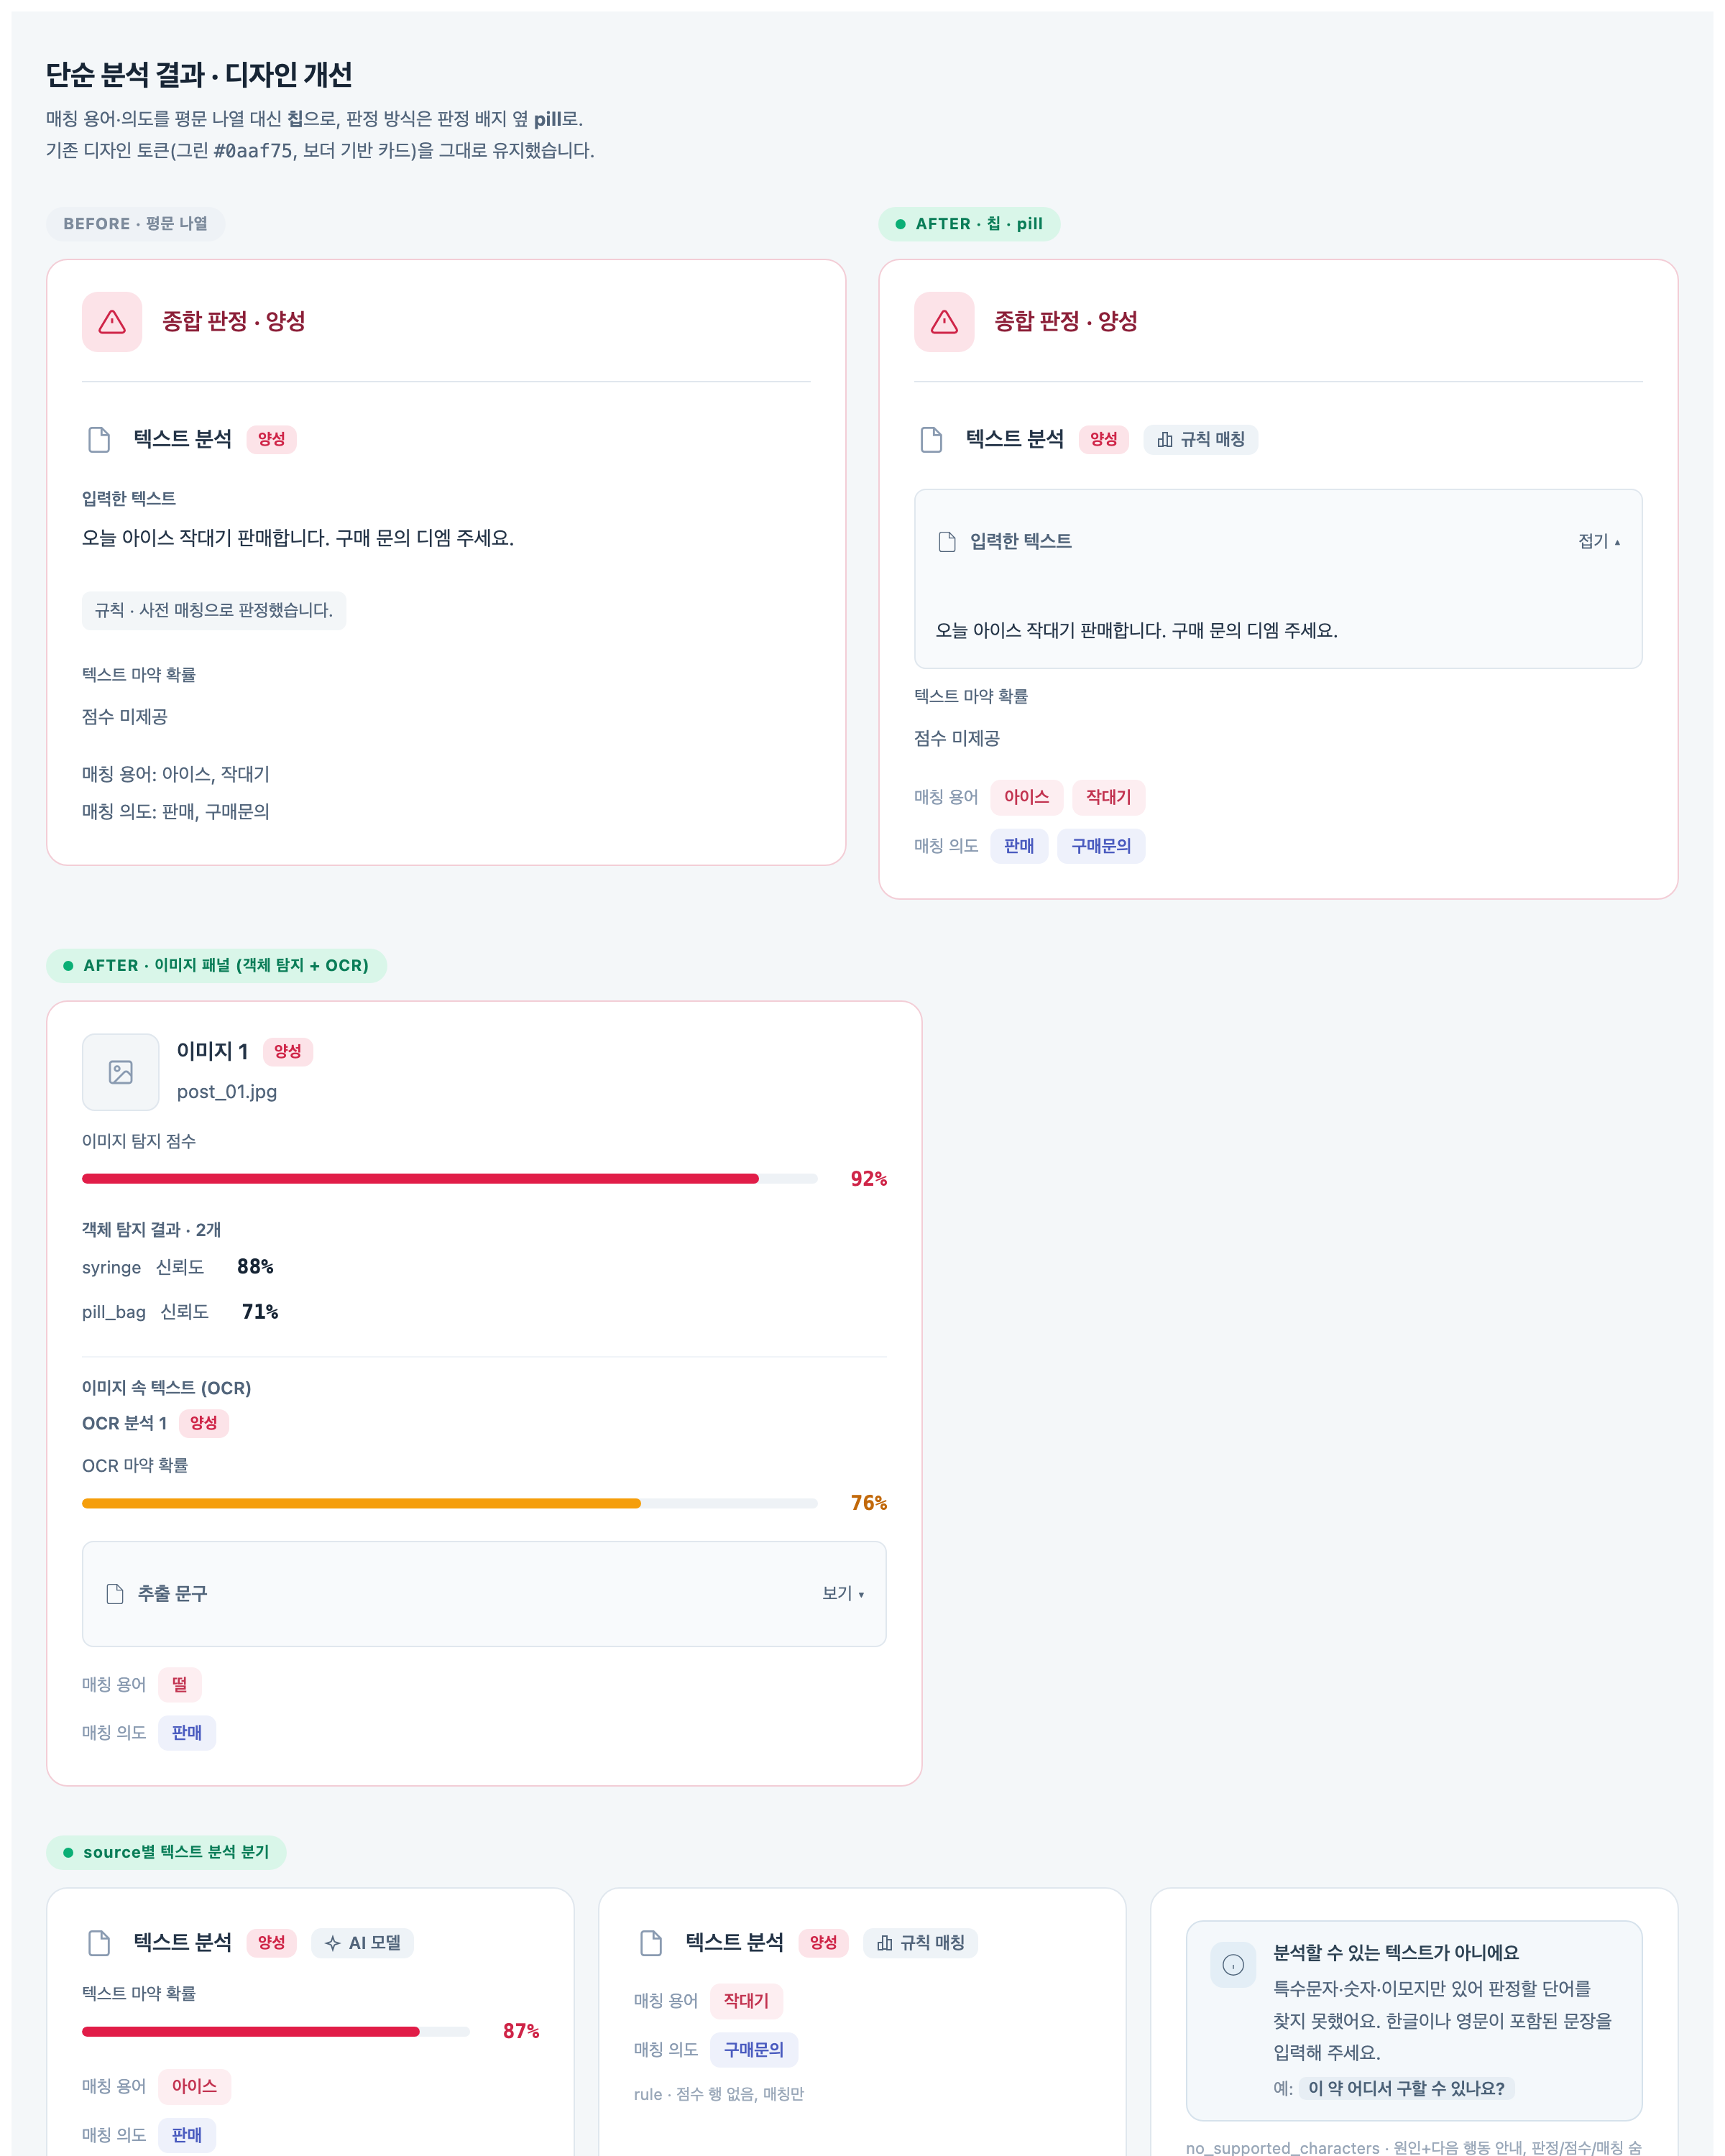 단순 분석 결과 · 디자인 개선
매칭 용어·의도를 평문 나열 대신 칩으로, 판정 방식은 판정 배지 옆 pill로.
기존 디자인 토큰(그린 #0aaf75, 보더 기반 카드)을 그대로 유지했습니다.
BEFORE · 평문 나열
종합 판정 · 양성
텍스트 분석 양성
입력한 텍스트
오늘 아이스 작대기 판매합니다. 구매 문의 디엠 주세요.
규칙 · 사전 매칭으로 판정했습니다.
텍스트 마약 확률
점수 미제공
매칭 용어: 아이스, 작대기
매칭 의도: 판매, 구매문의
AFTER · 칩 · pill
종합 판정 · 양성
텍스트 분석 양성 규칙 매칭
입력한 텍스트 접기 ▴
오늘 아이스 작대기 판매합니다. 구매 문의 디엠 주세요.
텍스트 마약 확률
점수 미제공
매칭 용어 아이스 작대기
매칭 의도 판매 구매문의
AFTER · 이미지 패널 (객체 탐지 + OCR)
이미지 1 양성
post_01.jpg
이미지 탐지 점수
92%
객체 탐지 결과 · 2개
syringe 신뢰도 88%
pill_bag 신뢰도 71%
이미지 속 텍스트 (OCR)
OCR 분석 1 양성
OCR 마약 확률
76%
추출 문구 보기 ▾
매칭 용어 떨
매칭 의도 판매
source별 텍스트 분석 분기
텍스트 분석 양성 AI 모델
텍스트 마약 확률
87%
매칭 용어 아이스
매칭 의도 판매
텍스트 분석 양성 규칙 매칭
매칭 용어 작대기
매칭 의도 구매문의
rule · 점수 행 없음, 매칭만
분석할 수 있는 텍스트가 아니에요
특수문자·숫자·이모지만 있어 판정할 단어를
찾지 못했어요. 한글이나 영문이 포함된 문장을
입력해 주세요.
예: 이 약 어디서 구할 수 있나요?
no_supported_characters · 원인+다음 행동 안내, 판정/점수/매칭 숨